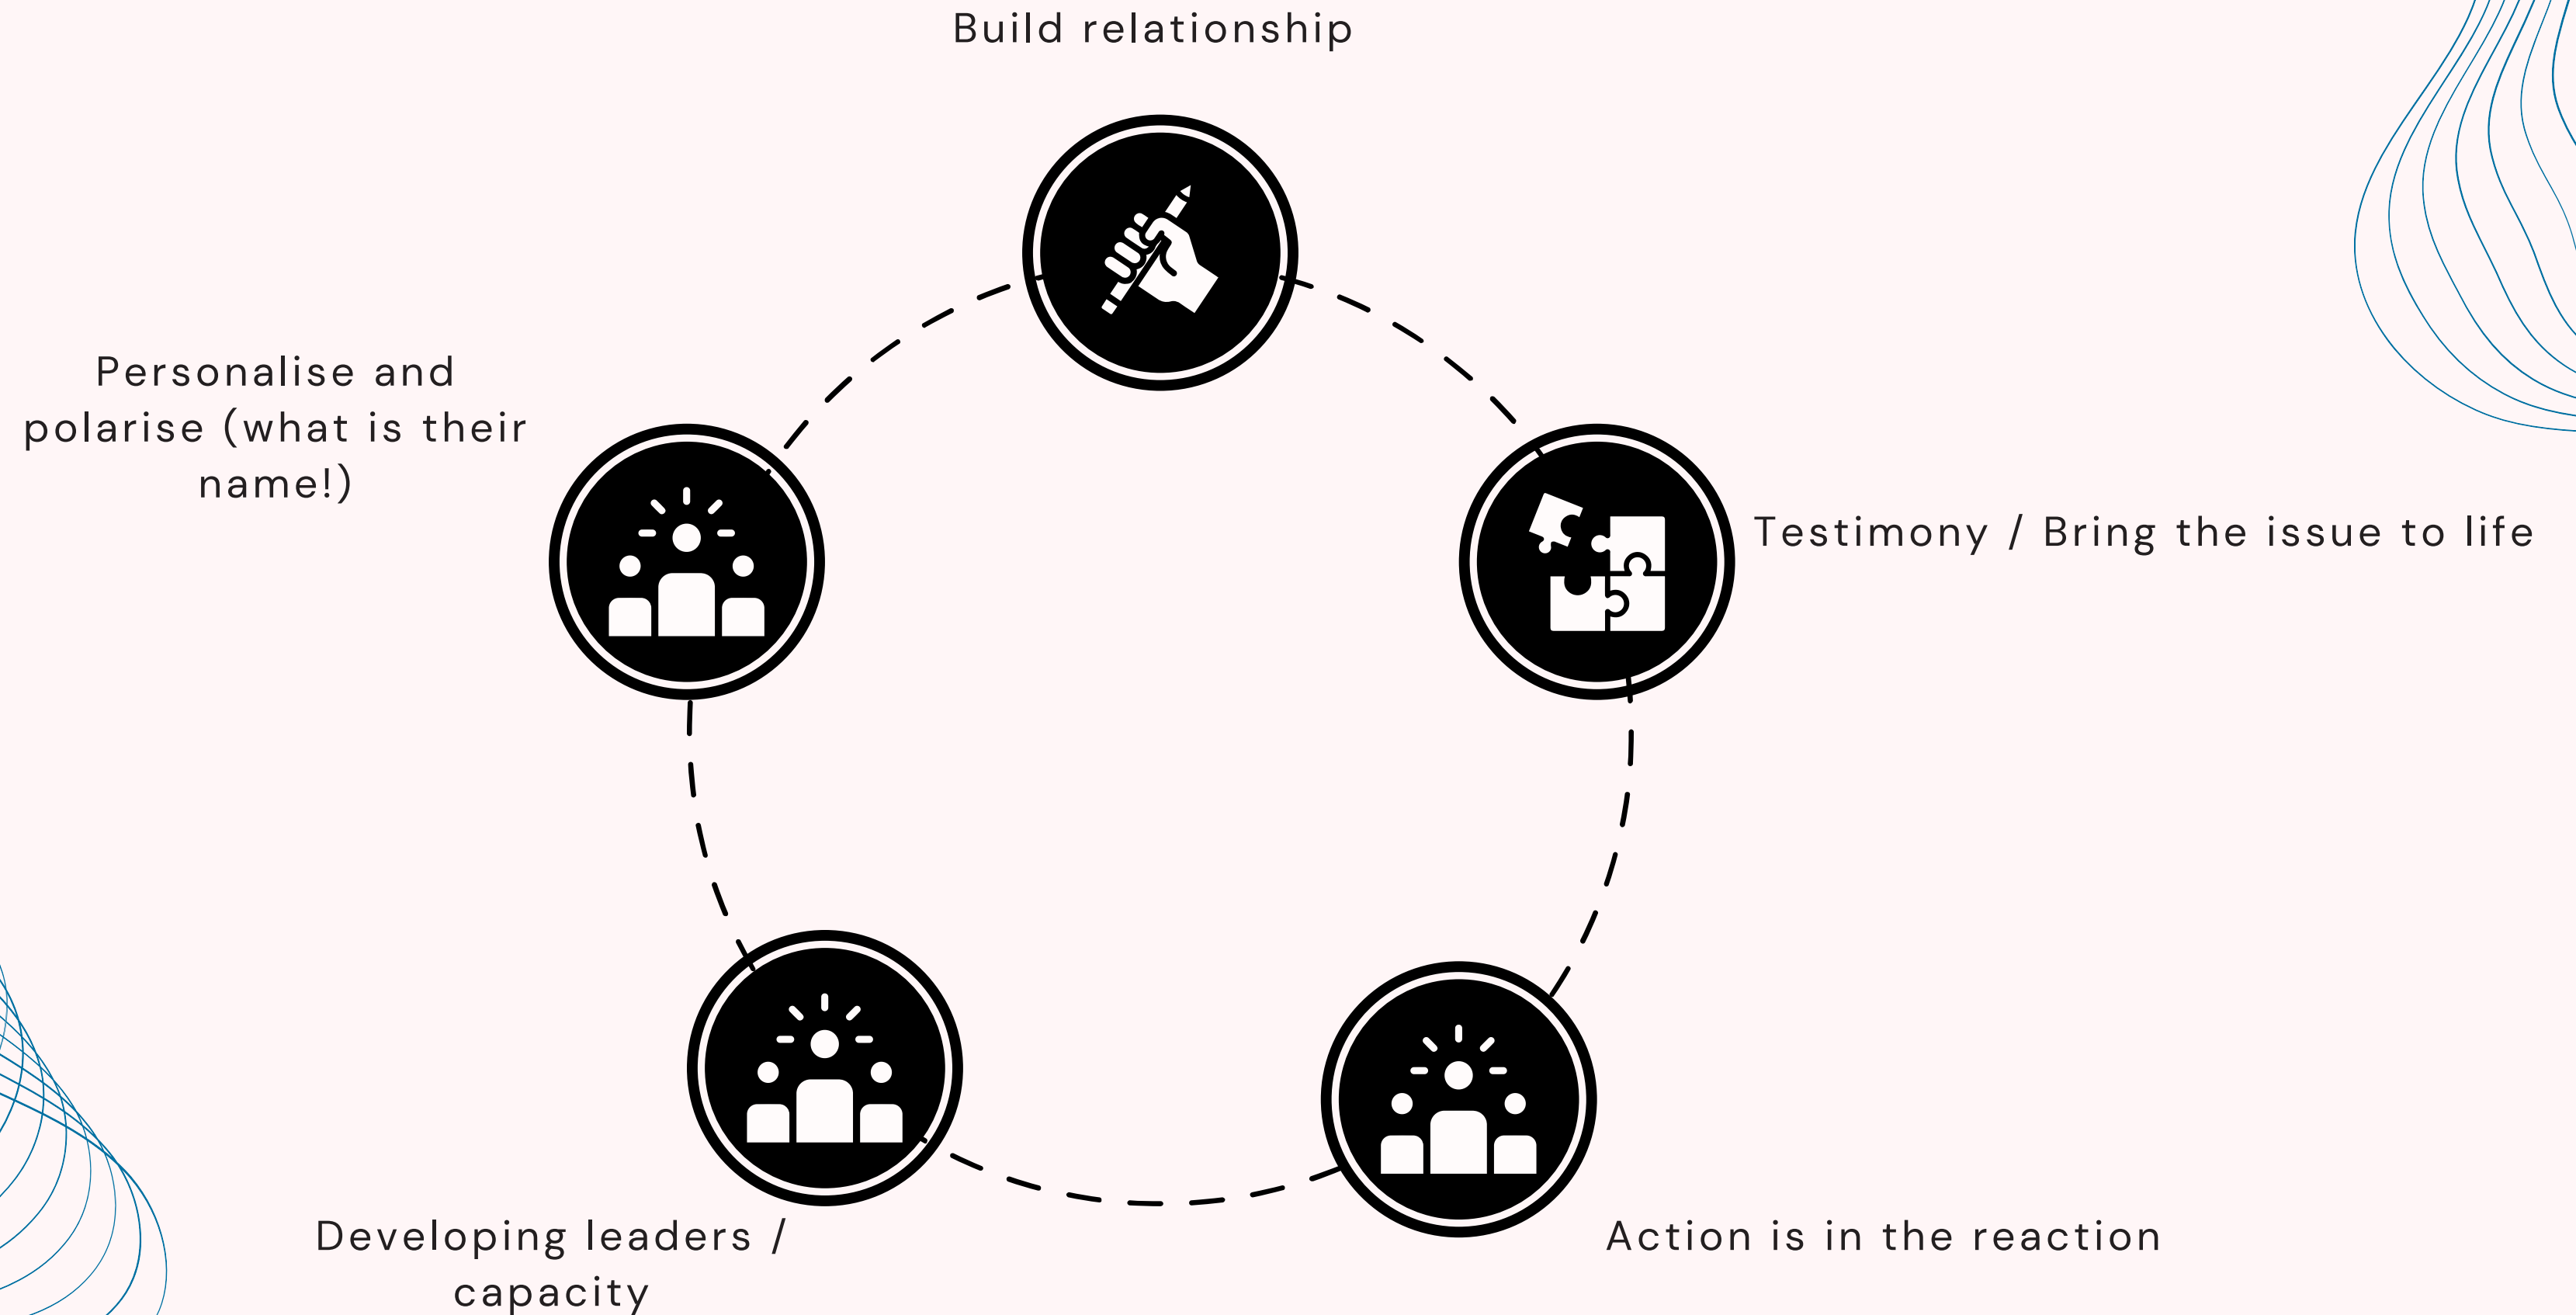 Build relationship
Personalise and
polarise (what is their
name!)
Testimony / Bring the issue to life
Developing leaders /
capacity
Action is in the reaction